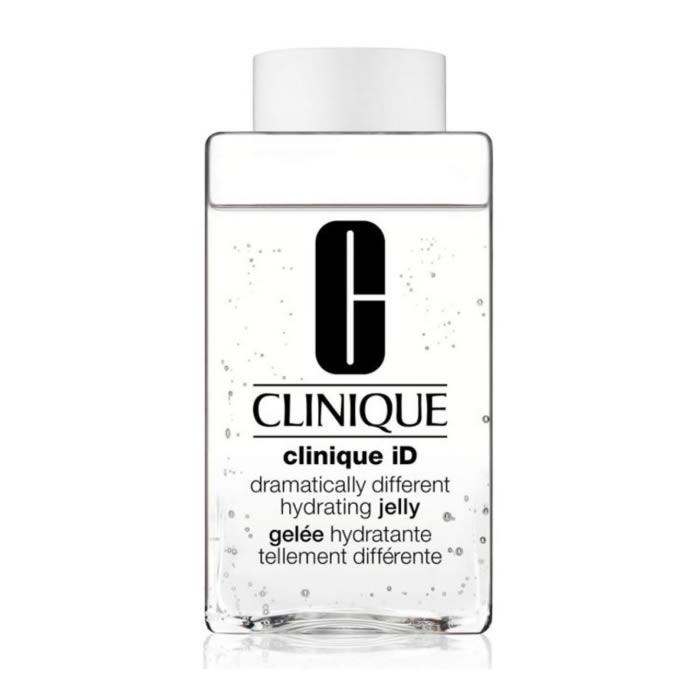 C
CLINIQUE
clinique iD
dramatically different
hydrating jelly
gelée hydratante
tellement différente